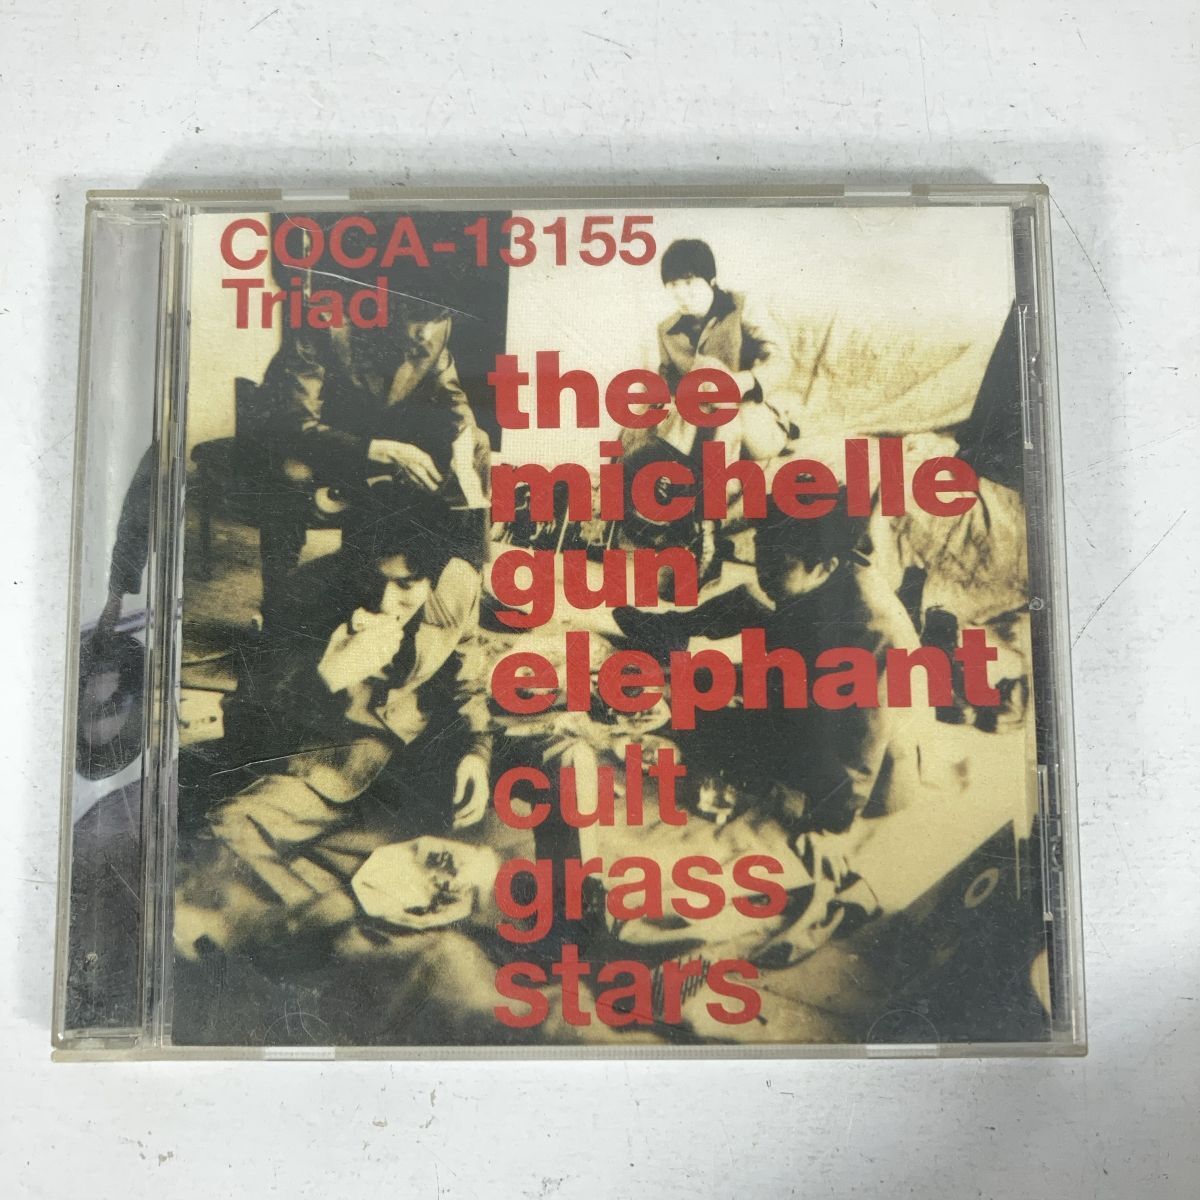 COCA-13155
Triad
thee
michelle
gun
elephant
cult
grass
stars